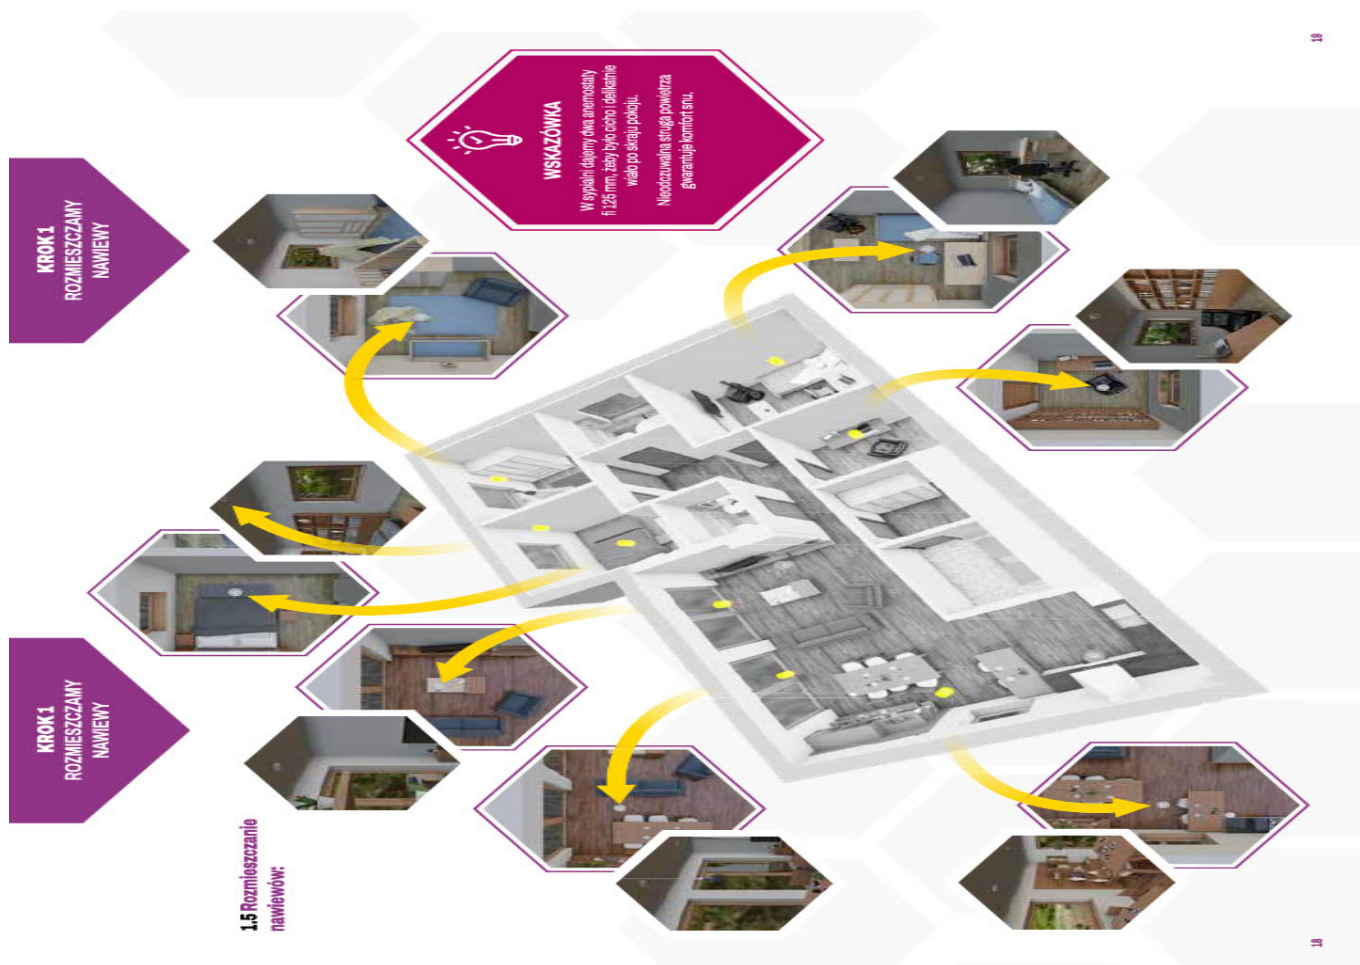 KROK 1
ROZMIESZCZAMY
NAWIEWY
1.5 Rozmieszczanie
nawiewów:
18
KROK 1
ROZMIESZCZAMY
NAWIEWY
WSKAZÓWKA
W sypialni dajemy dwa anemostaty
fi 125 mm, żeby było cicho i delikatnie
wiało po skraju pokoju.
Nieodczuwalna struga powietrza
gwarantuje komfort snu.
19